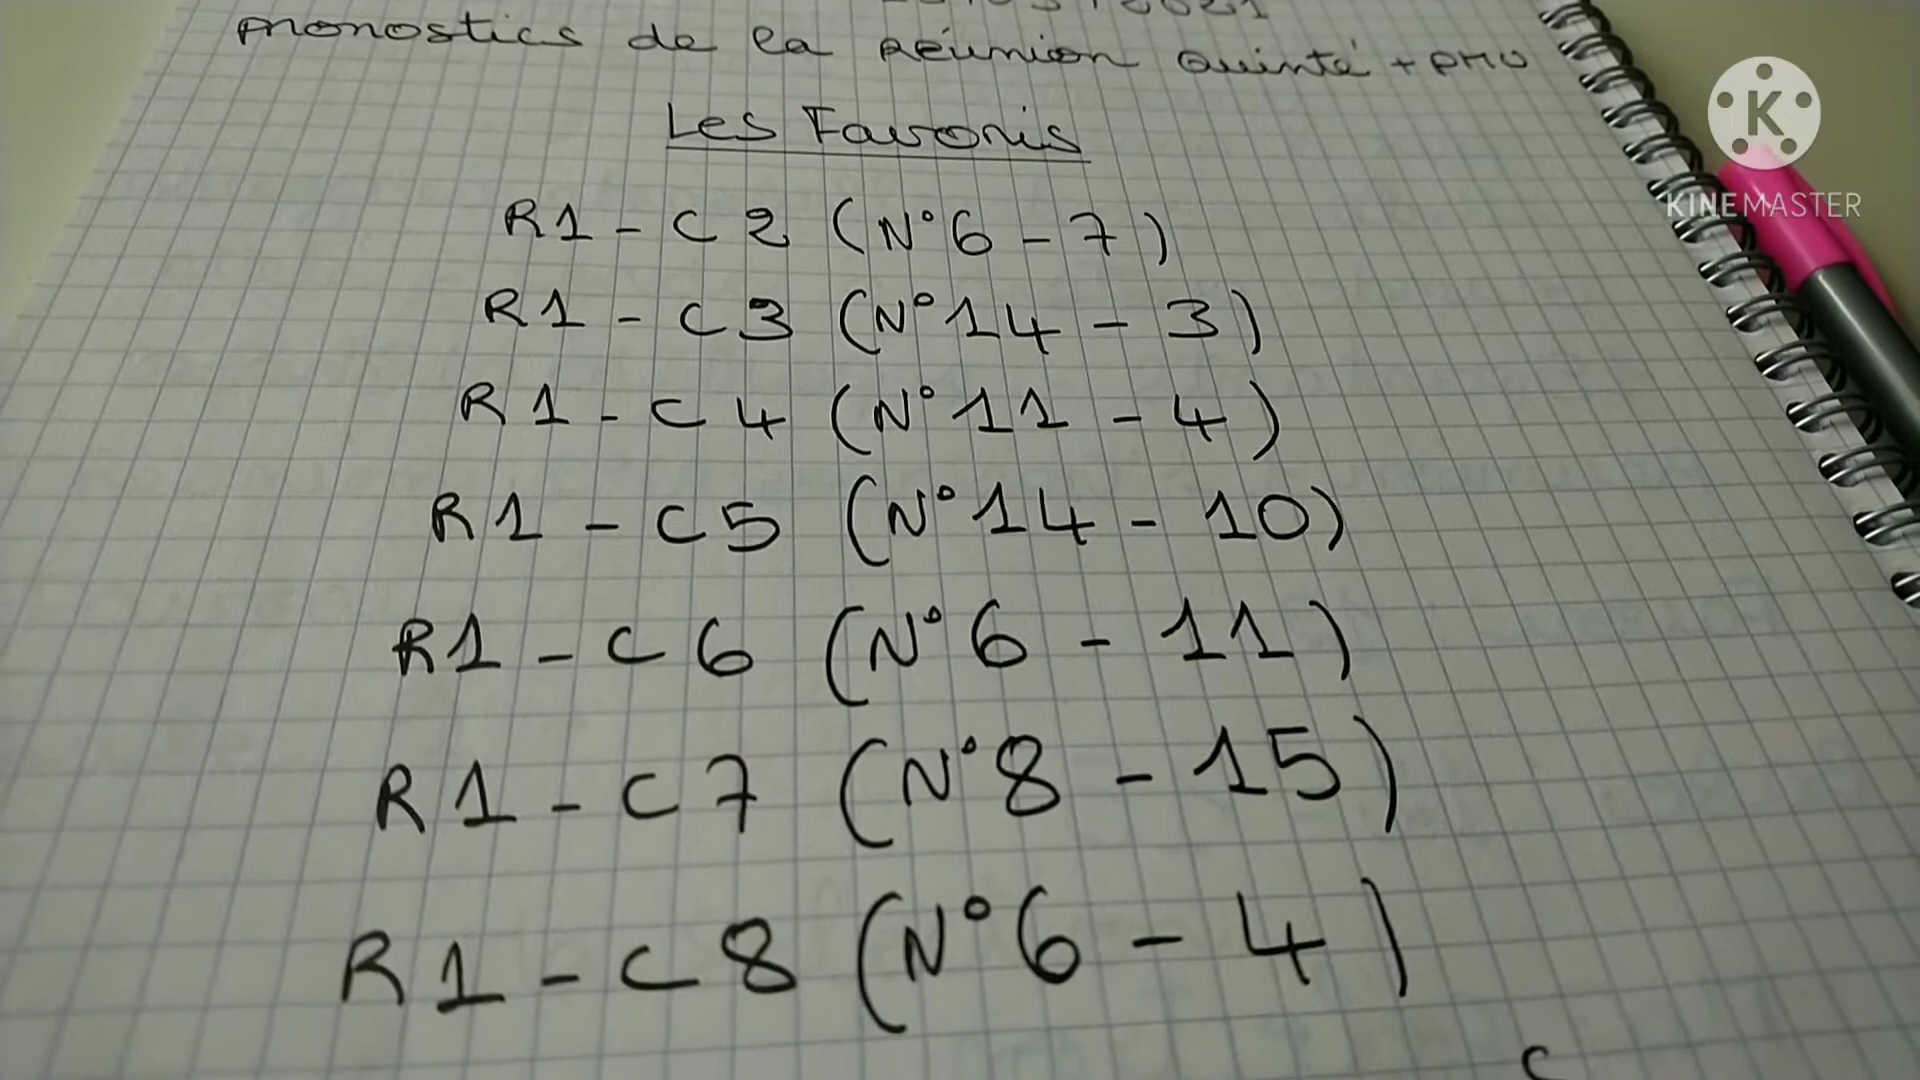 pronostics de la Réunion Quinté + PMU
Les Favoris
R1 - C2 (N°6 - 7)
R1 - C3 (N°14 - 3)
R1 - C4 (N°11 - 4)
R1 - C5 (N°14 - 10)
R1 - C6 (N°6 - 11)
R1 - C7 (N°8 - 15)
R1 - C8 (N°6 - 4)
K
KINEMASTER